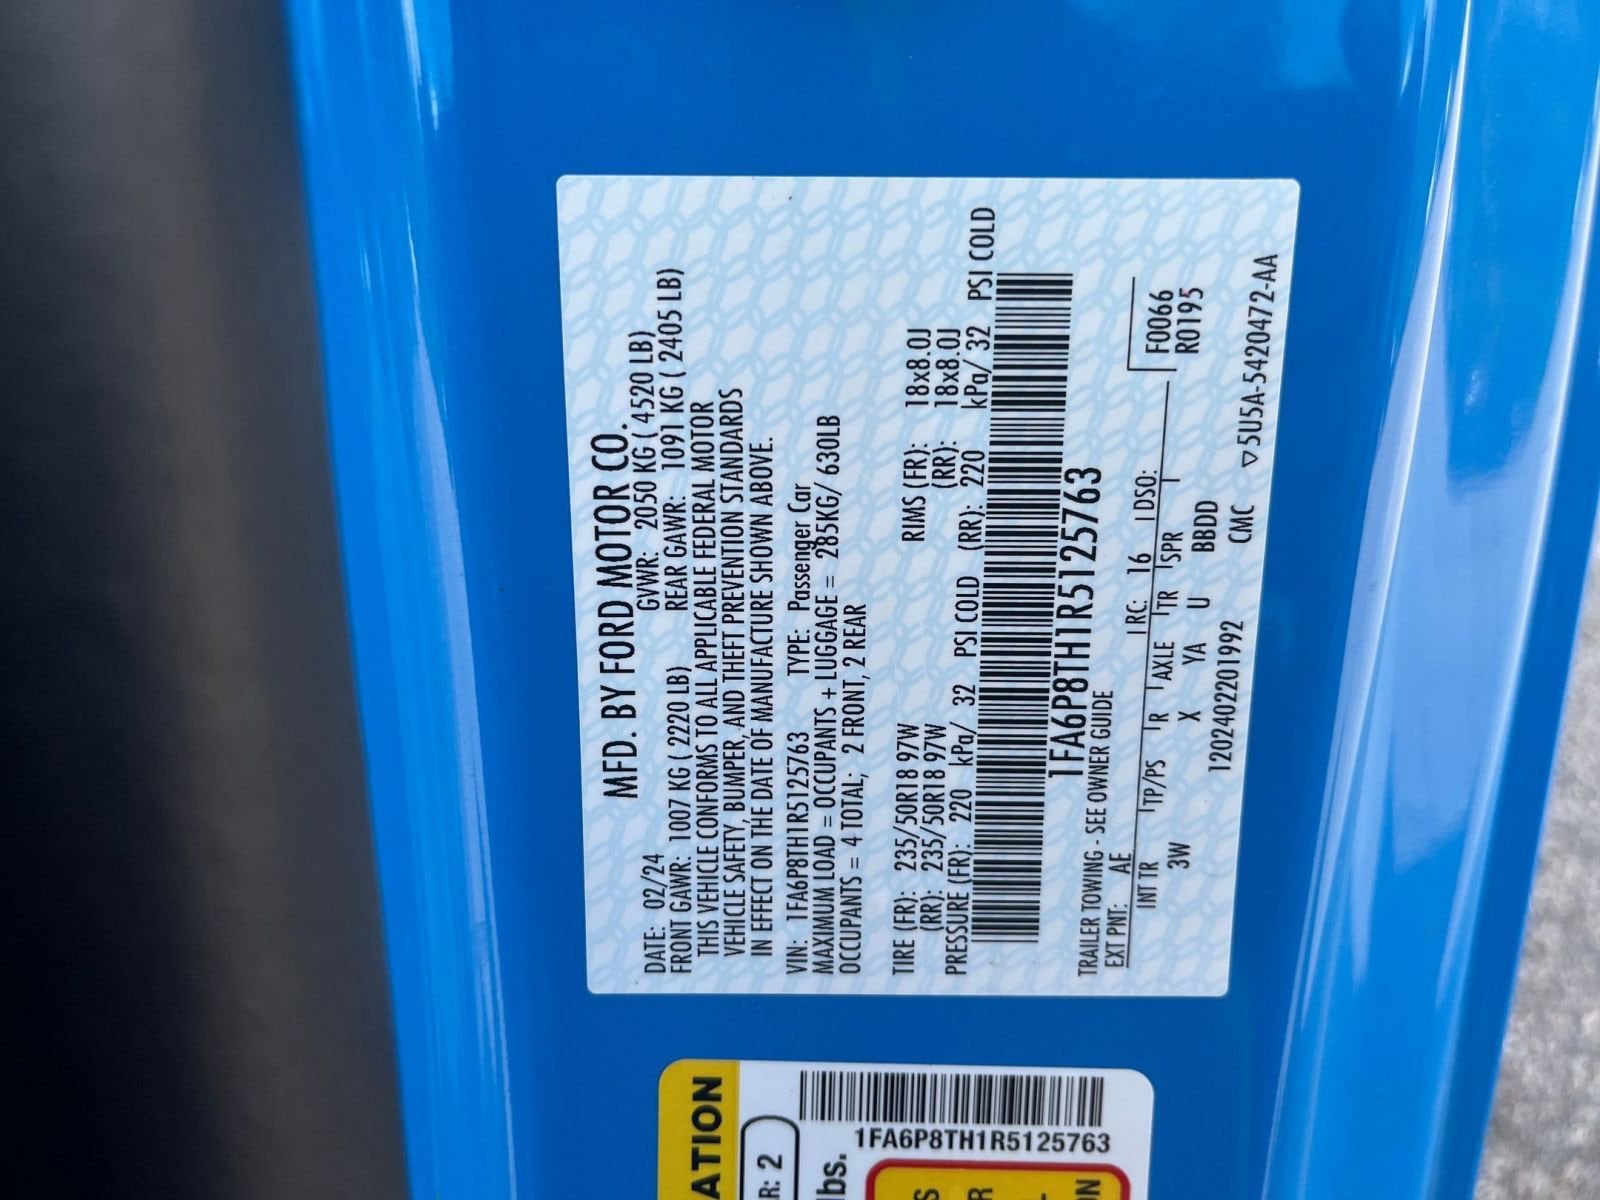 MFD. BY FORD MOTOR CO.
DATE: 02/24 GVWR: 2050 KG ( 4520 LB)
FRONT GAWR: 1007 KG ( 2220 LB) REAR GAWR: 1091 KG ( 2405 LB)
THIS VEHICLE CONFORMS TO ALL APPLICABLE FEDERAL MOTOR
VEHICLE SAFETY, BUMPER, AND THEFT PREVENTION STANDARDS
IN EFFECT ON THE DATE OF MANUFACTURE SHOWN ABOVE.
VIN: 1FA6P8TH1R5125763 TYPE: Passenger Car
MAXIMUM LOAD = OCCUPANTS + LUGGAGE = 285KG/ 630LB
OCCUPANTS = 4 TOTAL; 2 FRONT, 2 REAR
TIRE (FR): 235/50R18 97W RIMS (FR): 18x8.0J
(RR): 235/50R18 97W (RR): 18x8.0J
PRESSURE (FR): 220 kPa/ 32 PSI COLD (RR): 220 kPa/ 32 PSI COLD
1FA6P8TH1R5125763
TRAILER TOWING - SEE OWNER GUIDE
EXT PNT: AE RC: 16 DSO: F0066
INT TR TP/PS R AXLE TR SPR R0195
3W X YA U BBDD
1202402201992 CMC ▽5U5A-5420472-AA
ATION
R: 2
lbs.
1FA6P8TH1R5125763